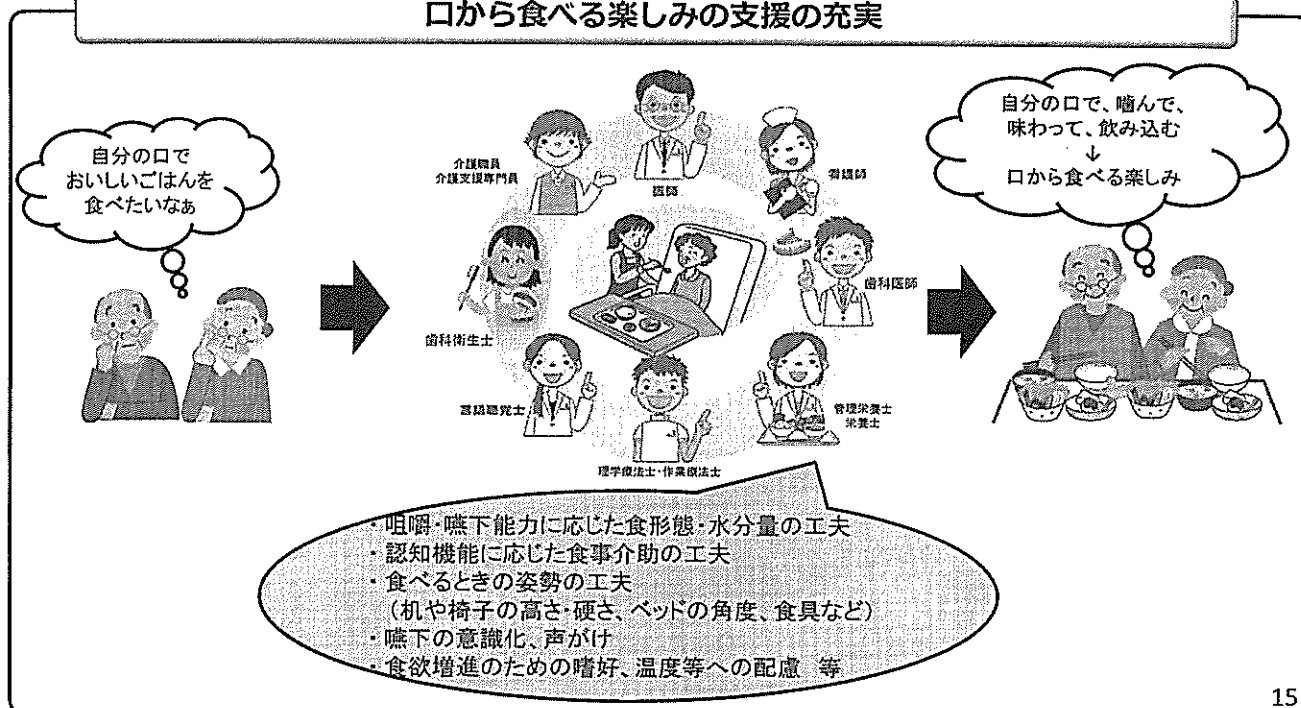 口から食べる楽しみの支援の充実
自分の口で
おいしいごはんを
食べたいなぁ
介護職員
介護支援専門員
医師
看護師
歯科医師
歯科衛生士
言語聴覚士
理学療法士・作業療法士
管理栄養士
栄養士
自分の口で、噛んで、
味わって、飲み込む
↓
口から食べる楽しみ
・咀嚼・嚥下能力に応じた食形態・水分量の工夫
・認知機能に応じた食事介助の工夫
・食べるときの姿勢の工夫
（机や椅子の高さ・硬さ、ベッドの角度、食具など）
・嚥下の意識化、声がけ
・食欲増進のための嗜好、温度等への配慮 等
15